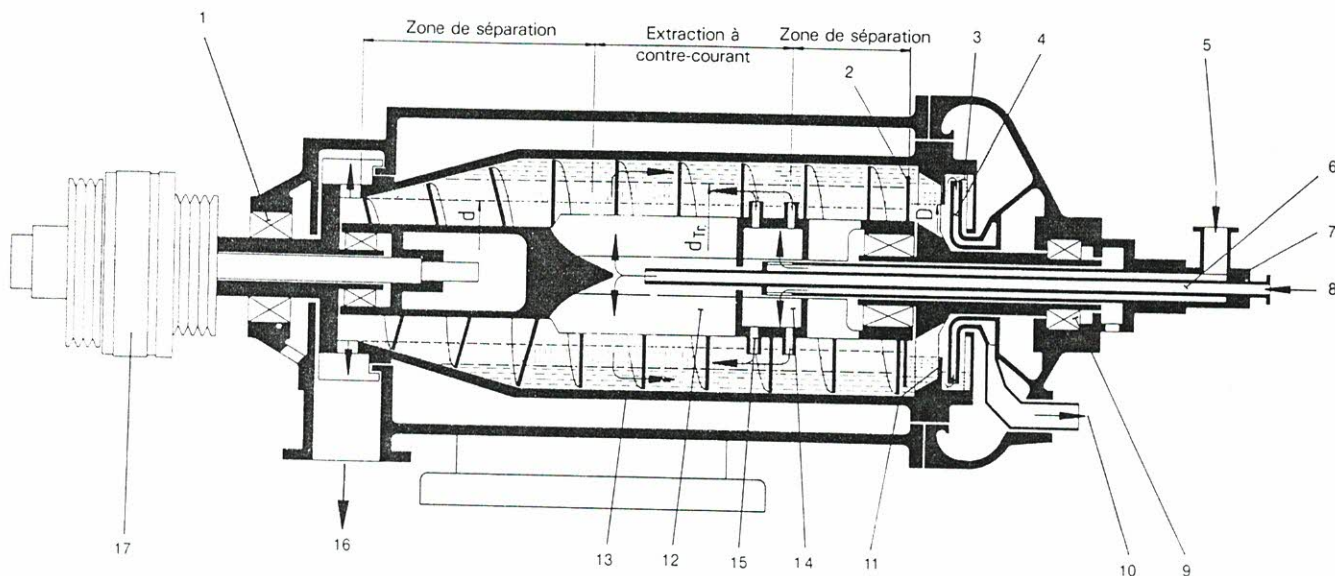 Zone de séparation
Extraction à
contre-courant
Zone de séparation
1
2
3
4
5
6
7
8
d
dTr.
D
17
16
13
12
15
14
11
10
9